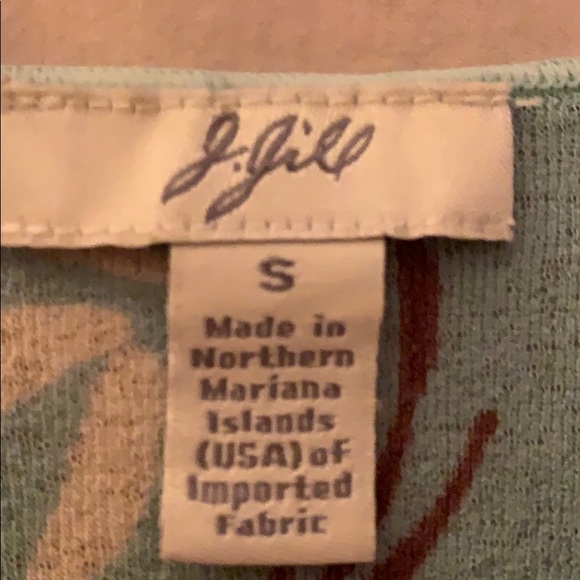 J.Jill
S
Made in
Northern
Mariana
Islands
(USA) of
Imported
Fabric